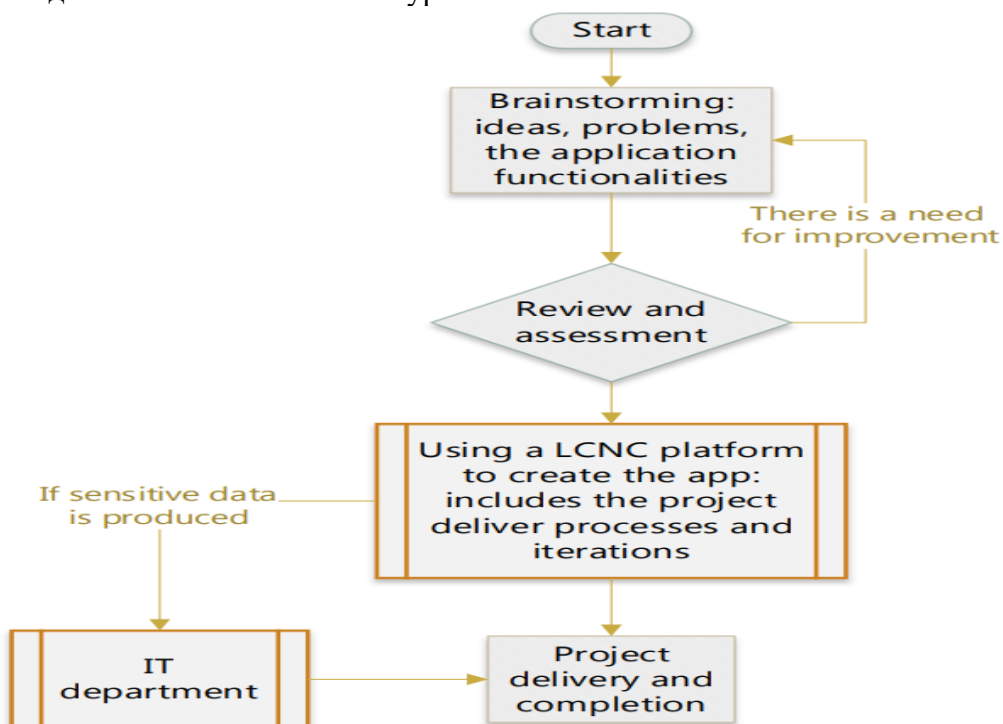 Start
Brainstorming:
ideas, problems,
the application
functionalities
There is a need
for improvement
Review and
assessment
Using a LCNC platform
to create the app:
includes the project
deliver processes and
iterations
If sensitive data
is produced
IT
department
Project
delivery and
completion